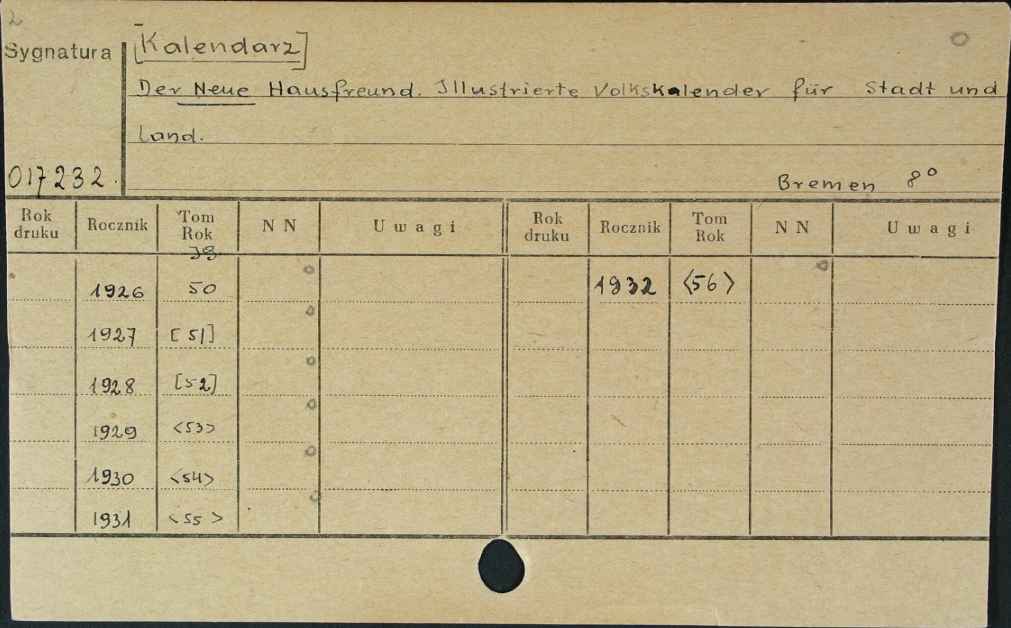 2
Sygnatura
[Kalendarz]
Der Neue Hausfreund. Illustrierte Volkskalender für Stadt und
Land.
017232.
Bremen 8°
Rok druku Rocznik Tom Rok NN Uwagi Rok druku Rocznik Tom Rok NN Uwagi
Jg.
1926 50 1932 <56>
1927 [51]
1928 [52]
1929 <53>
1930 <54>
1931 <55>